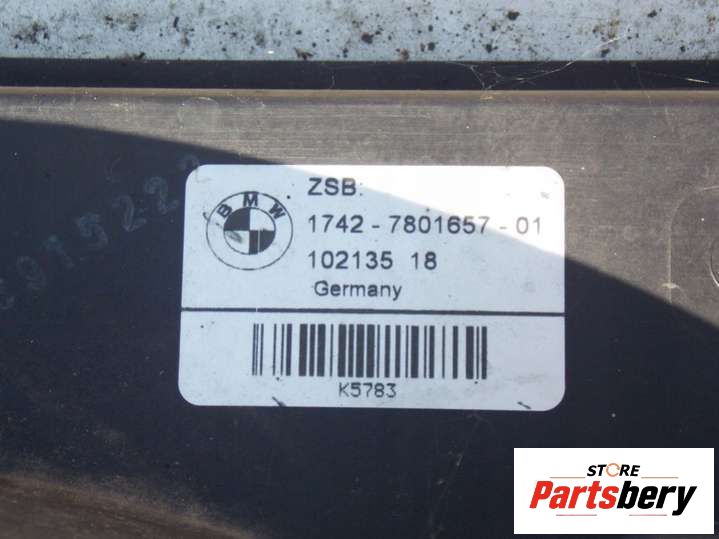 BMW
ZSB:
1742 - 7801657 - 01
102135 18
Germany
K5783
STORE
Partsbery